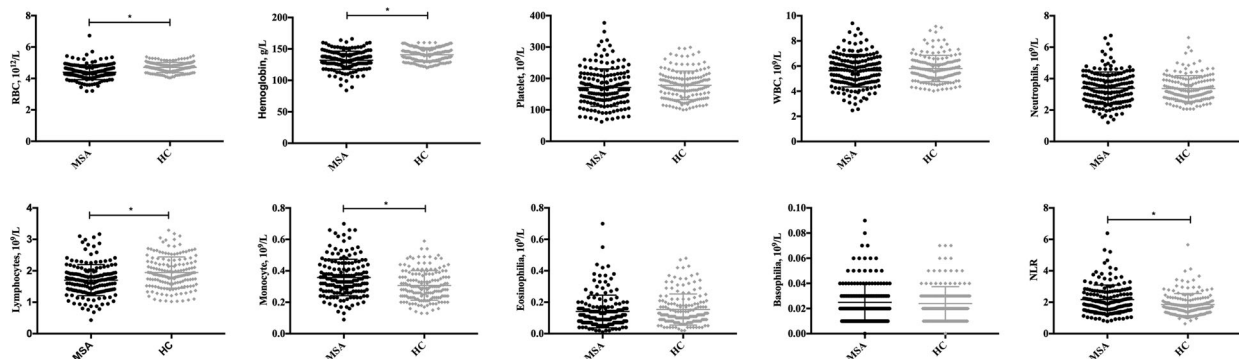 *
RBC, 10¹²/L
8
6
4
2
0
MSA
HC
*
Hemoglobin, g/L
200
150
100
50
0
MSA
HC
Platelet, 10⁹/L
400
300
200
100
0
MSA
HC
WBC, 10⁹/L
10
8
6
4
2
0
MSA
HC
Neutrophils, 10⁹/L
8
6
4
2
0
MSA
HC
*
Lymphocytes, 10⁹/L
4
3
2
1
0
MSA
HC
*
Monocyte, 10⁹/L
0.8
0.6
0.4
0.2
0.0
MSA
HC
Eosinophilia, 10⁹/L
0.8
0.6
0.4
0.2
0.0
MSA
HC
Basophilia, 10⁹/L
0.10
0.08
0.06
0.04
0.02
0.00
MSA
HC
*
NLR
8
6
4
2
0
MSA
HC